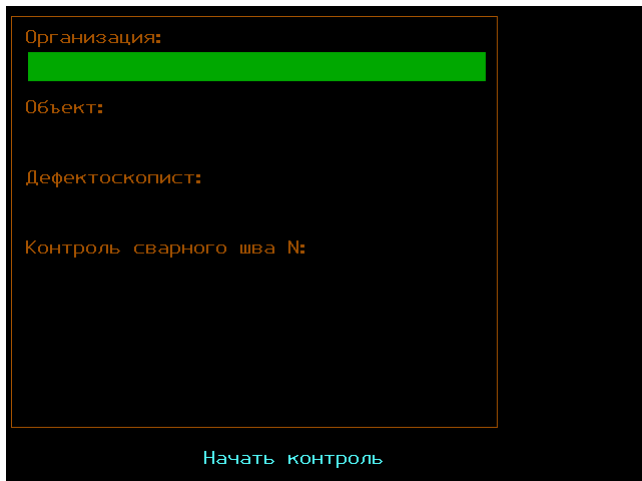 Организация:
Объект:
Дефектоскопист:
Контроль сварного шва N:
Начать контроль